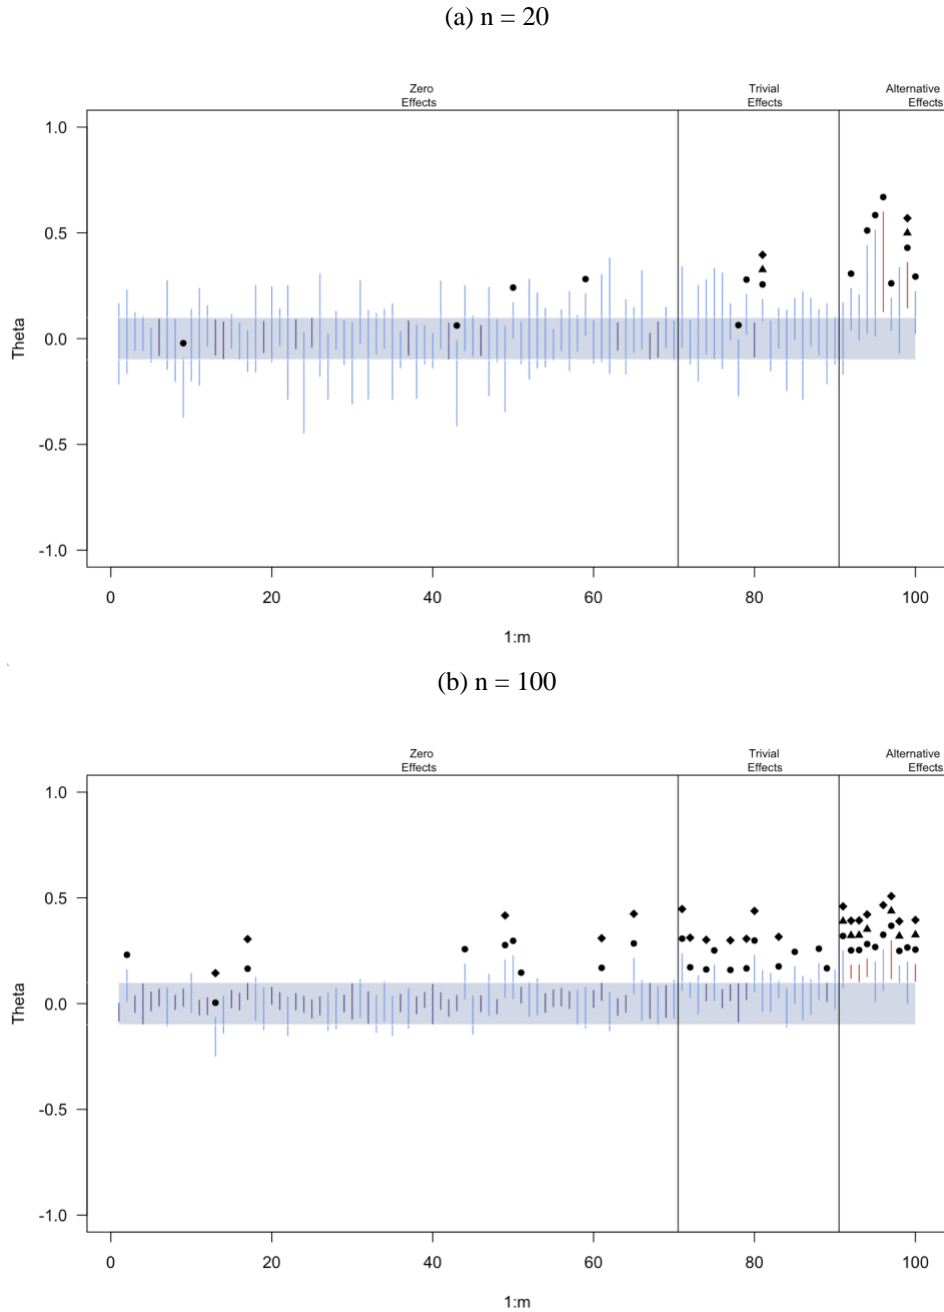 (a) n = 20
Zero
Effects
Trivial
Effects
Alternative
Effects
1.0
0.5
0.0
-0.5
-1.0
Theta
0 20 40 60 80 100
1:m
(b) n = 100
Zero
Effects
Trivial
Effects
Alternative
Effects
1.0
0.5
0.0
-0.5
-1.0
Theta
0 20 40 60 80 100
1:m